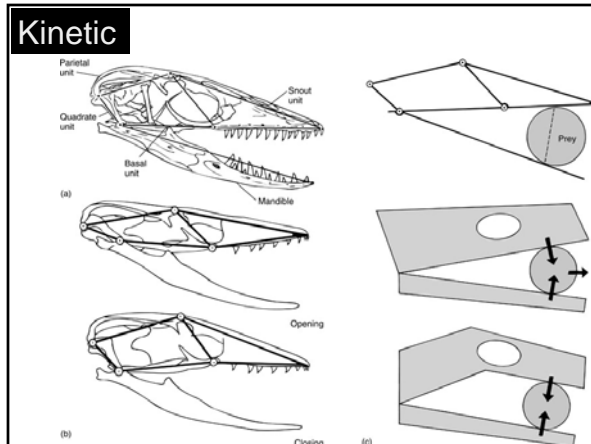 Kinetic
Parietal
unit
Snout
unit
Quadrate
unit
Basal
unit
Mandible
(a)
Prey
Opening
(b)
Closing
(c)